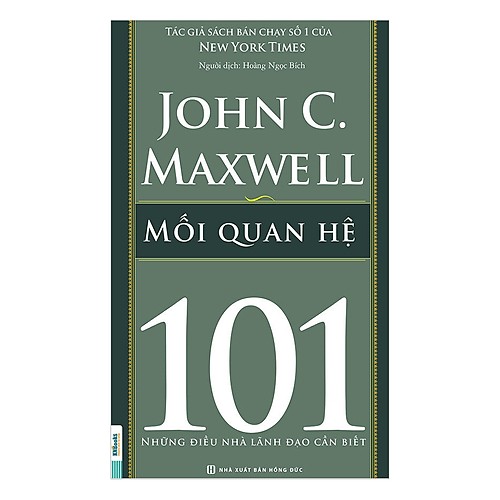 TÁC GIẢ SÁCH BÁN CHẠY SỐ 1 CỦA
NEW YORK TIMES
Người dịch: Hoàng Ngọc Bích
JOHN C.
MAXWELL
MỐI QUAN HỆ
101
NHỮNG ĐIỀU NHÀ LÃNH ĐẠO CẦN BIẾT
NHÀ XUẤT BẢN HỒNG ĐỨC